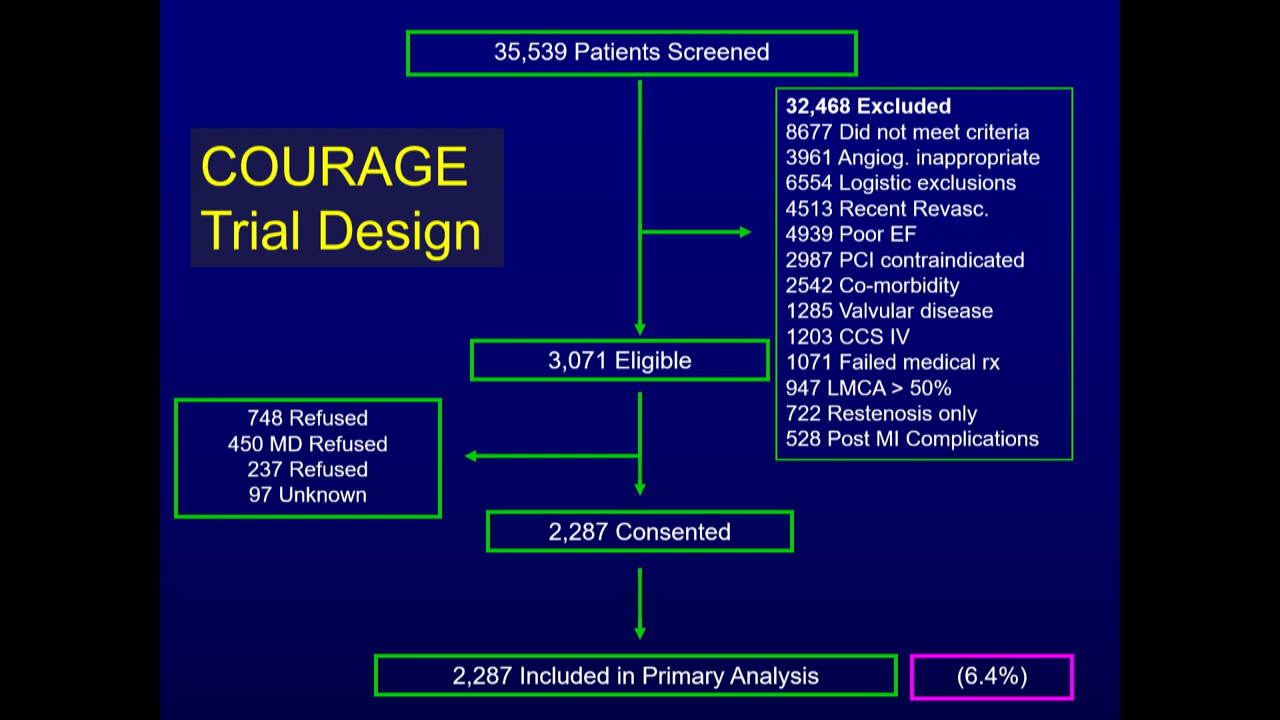 35,539 Patients Screened
COURAGE
Trial Design
32,468 Excluded
8677 Did not meet criteria
3961 Angiog. inappropriate
6554 Logistic exclusions
4513 Recent Revasc.
4939 Poor EF
2987 PCI contraindicated
2542 Co-morbidity
1285 Valvular disease
1203 CCS IV
1071 Failed medical rx
947 LMCA > 50%
722 Restenosis only
528 Post MI Complications
3,071 Eligible
748 Refused
450 MD Refused
237 Refused
97 Unknown
2,287 Consented
2,287 Included in Primary Analysis
(6.4%)